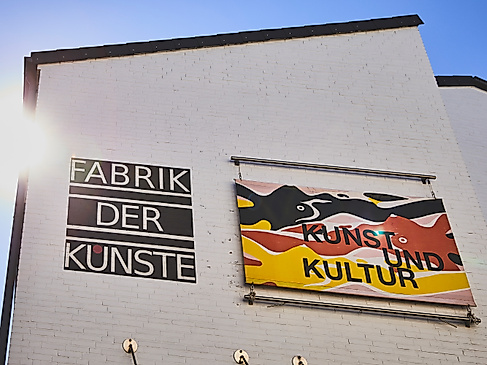 FABRIK
DER
KÜNSTE
KUNST
UND
KULTUR